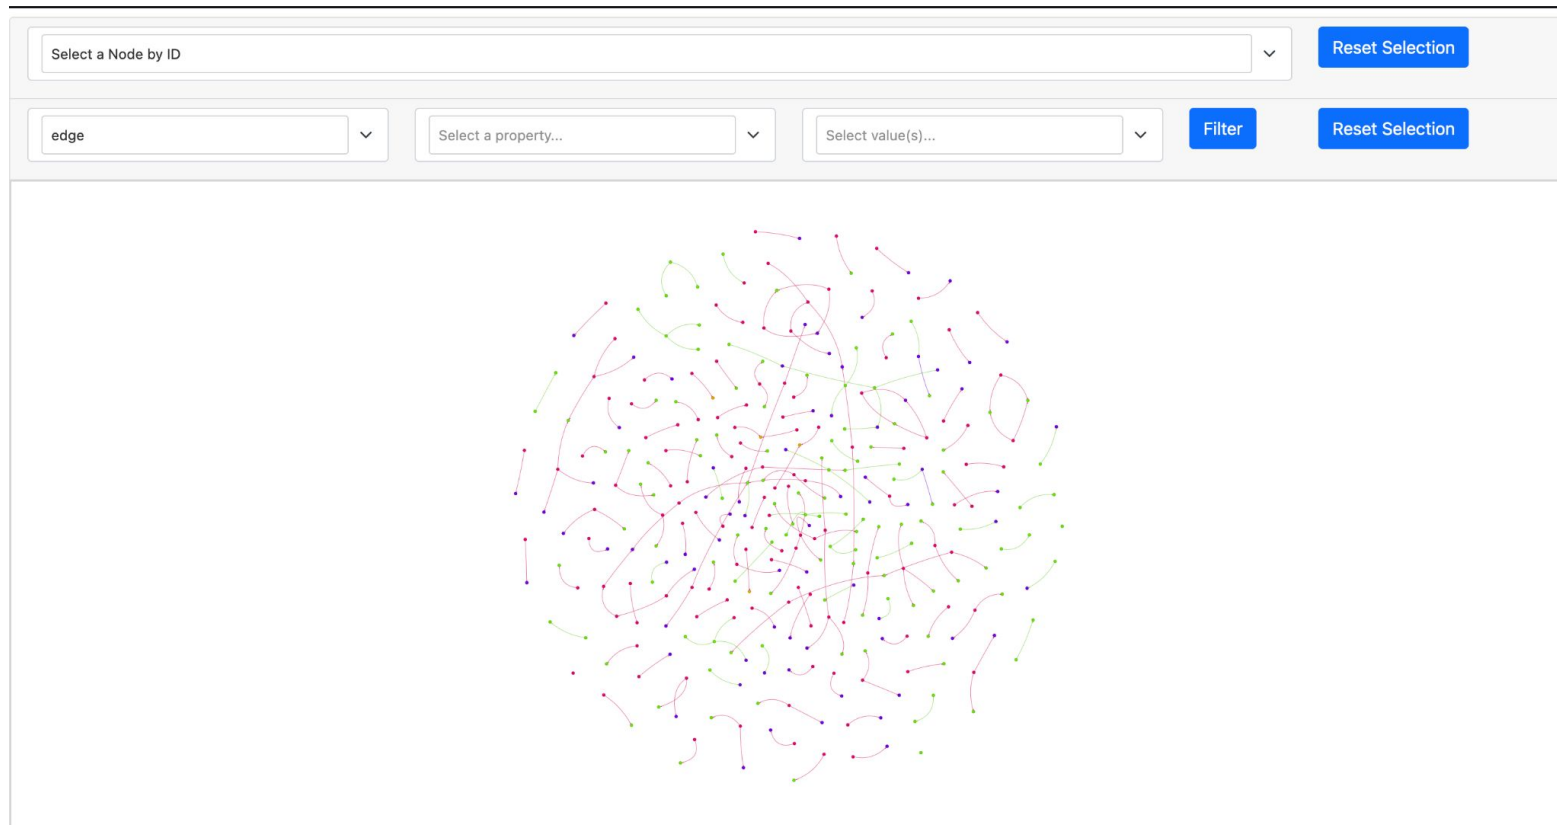 Select a Node by ID
Reset Selection
edge
Select a property...
Select value(s)...
Filter
Reset Selection